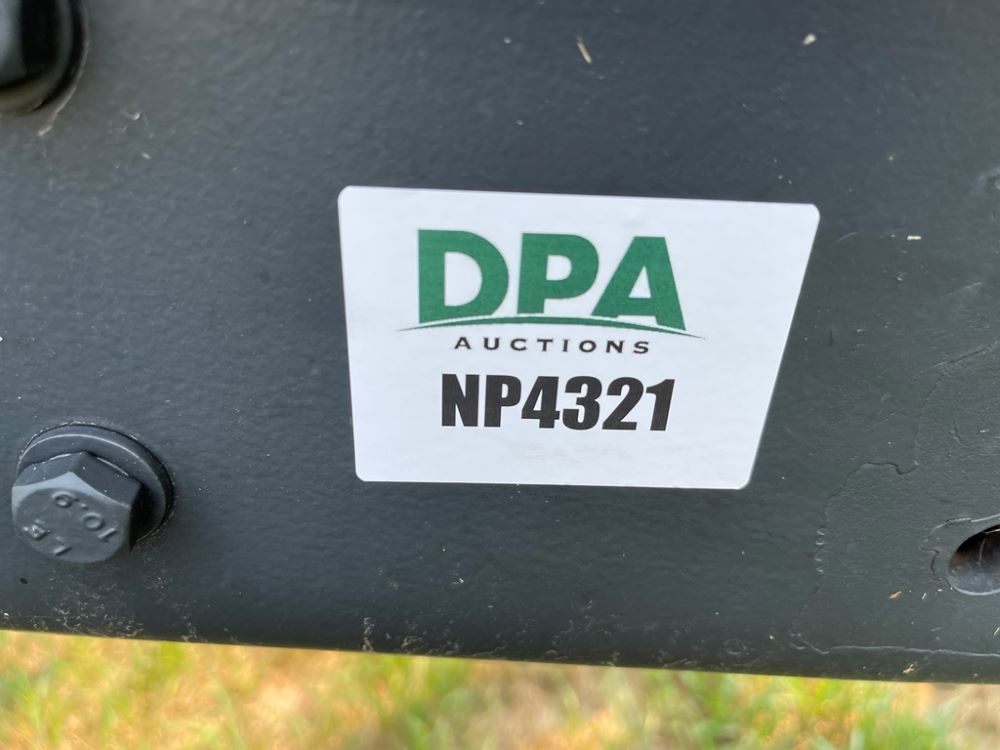 DPA
AUCTIONS
NP4321
10.9